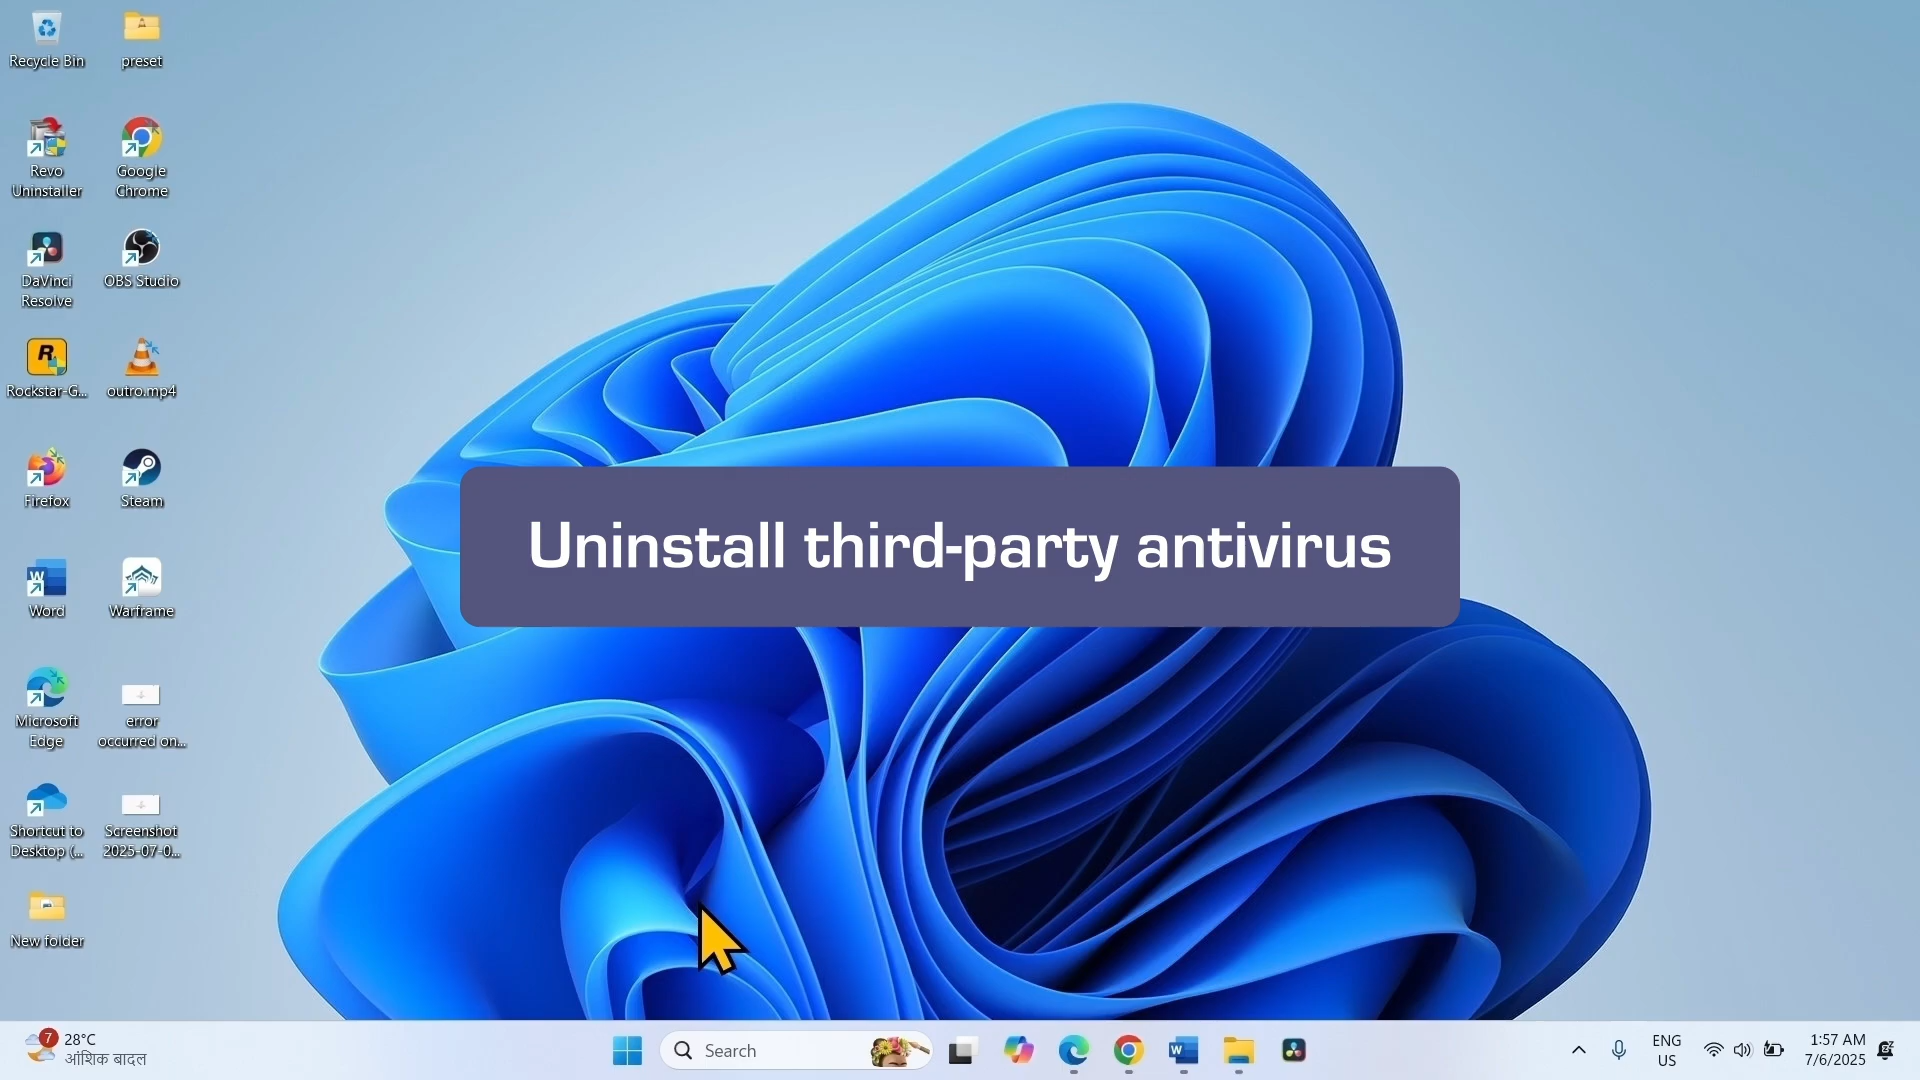 Recycle Bin
preset
Revo
Uninstaller
Google
Chrome
DaVinci
Resolve
OBS Studio
Rockstar-G...
outro.mp4
Firefox
Steam
Word
Warframe
Microsoft
Edge
error
occurred on...
Shortcut to
Desktop (...
Screenshot
2025-07-0...
New folder
Uninstall third-party antivirus
7
28°C
आंशिक बादल
Search
ENG
US
1:57 AM
7/6/2025